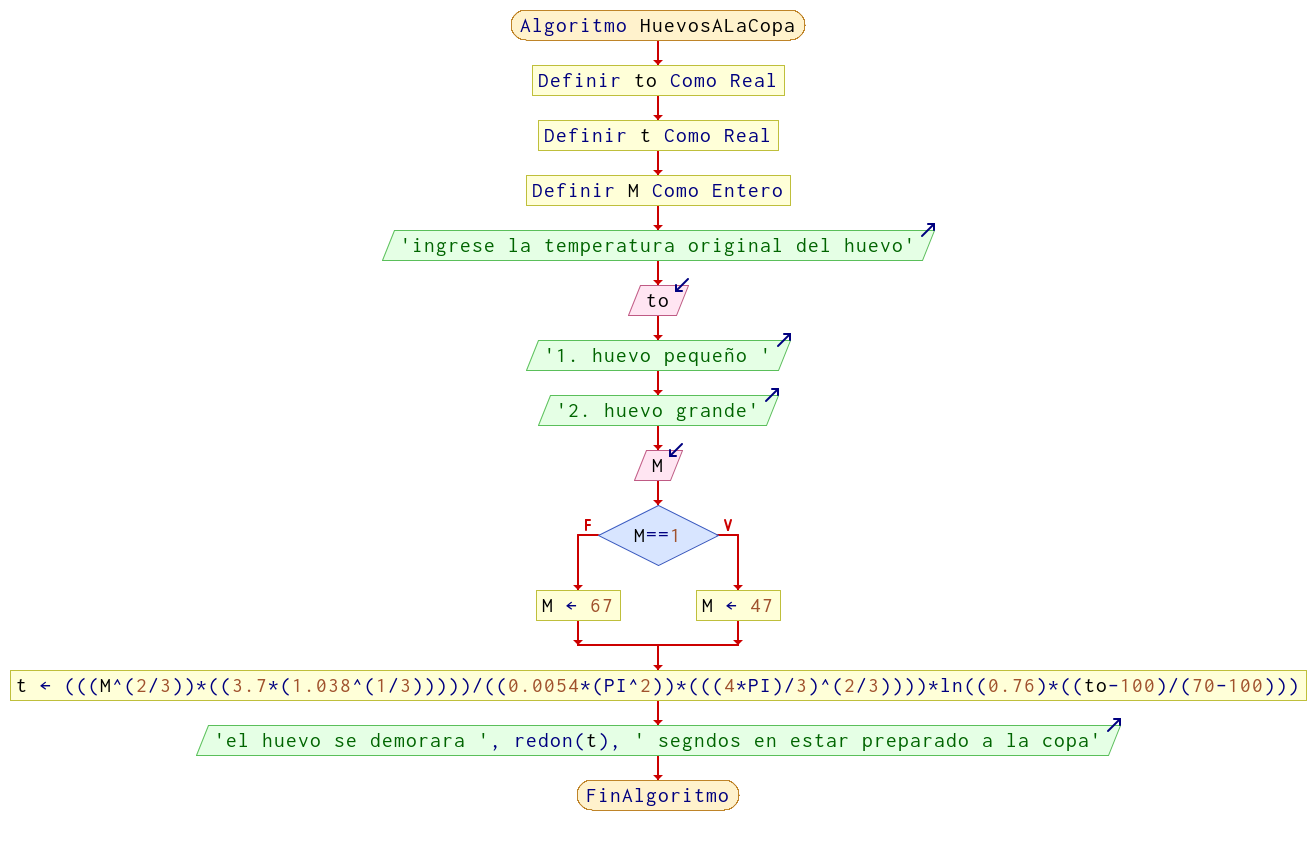 Algoritmo HuevosALaCopa
Definir to Como Real
Definir t Como Real
Definir M Como Entero
'ingrese la temperatura original del huevo'
to
'1. huevo pequeño '
'2. huevo grande'
M
F
V
M==1
M ← 67
M ← 47
t ← (((M^(2/3))*((3.7*(1.038^(1/3)))))/((0.0054*(PI^2))*(((4*PI)/3)^(2/3))))*ln((0.76)*((to-100)/(70-100)))
'el huevo se demorara ', redon(t), ' segndos en estar preparado a la copa'
FinAlgoritmo